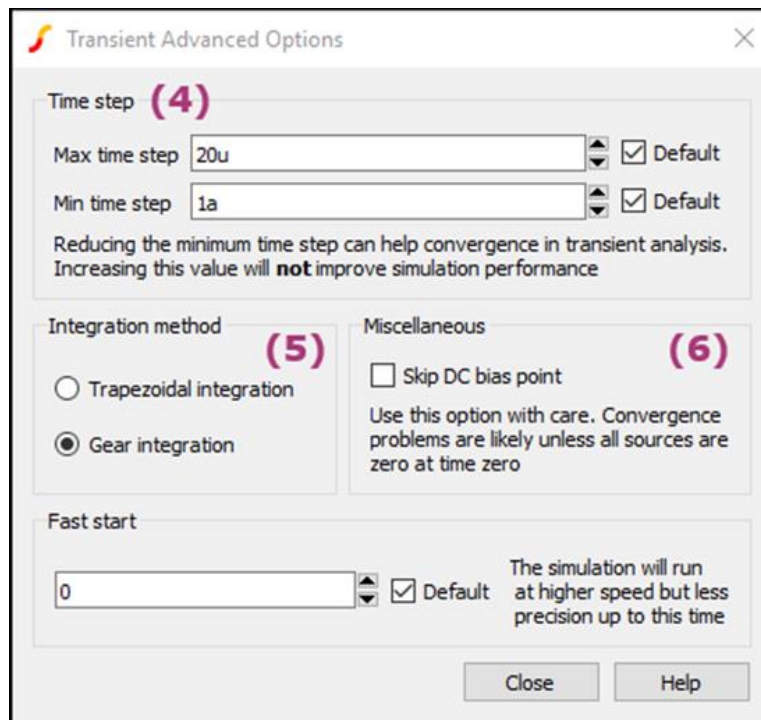 Transient Advanced Options
Time step (4)
Max time step 20u Default
Min time step 1a Default
Reducing the minimum time step can help convergence in transient analysis.
Increasing this value will not improve simulation performance
Integration method (5)
Trapezoidal integration
Gear integration
Miscellaneous (6)
Skip DC bias point
Use this option with care. Convergence
problems are likely unless all sources are
zero at time zero
Fast start
0 Default
The simulation will run
at higher speed but less
precision up to this time
Close Help